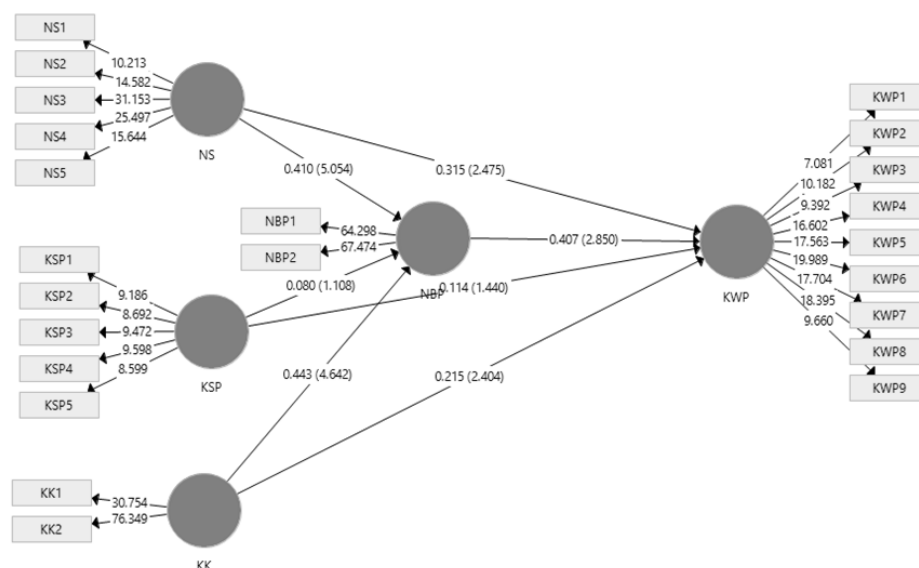 NS1
NS2
NS3
NS4
NS5
10.213
14.582
31.153
25.497
15.644
NS
0.410 (5.054)
0.315 (2.475)
NBP1
NBP2
64.298
67.474
NBP
0.407 (2.850)
KSP1
KSP2
KSP3
KSP4
KSP5
9.186
8.692
9.472
9.598
8.599
KSP
0.080 (1.108)
0.114 (1.440)
0.443 (4.642)
0.215 (2.404)
KK1
KK2
30.754
76.349
KK
KWP
7.081
10.182
9.392
16.602
17.563
19.989
17.704
18.395
9.660
KWP1
KWP2
KWP3
KWP4
KWP5
KWP6
KWP7
KWP8
KWP9